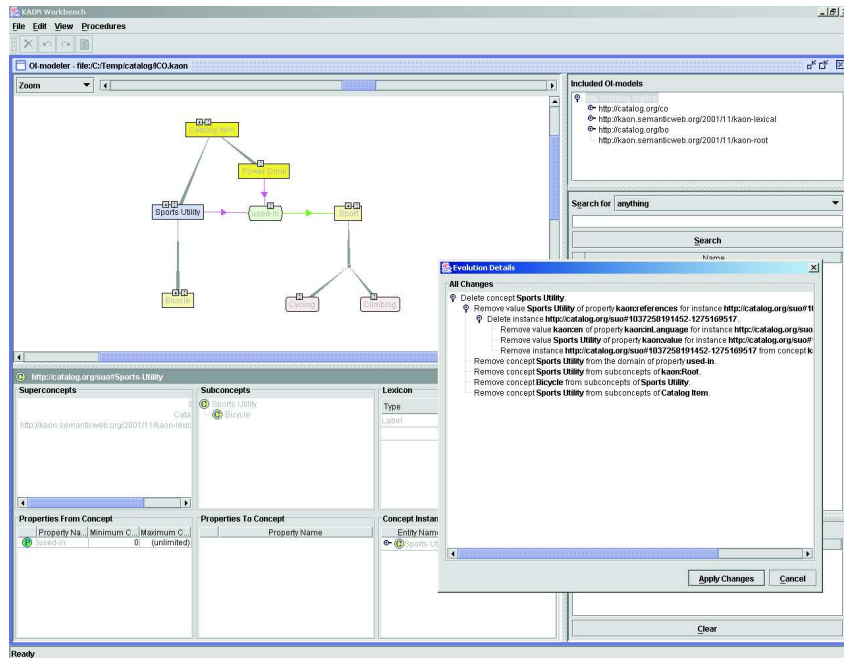 KAON Workbench
File Edit View Procedures
OI-modeler - file:/C:/Temp/catalog/ICO.kaon
Zoom
Catalog Item
Power Drink
Sports Utility
used-in
Sport
Bicycle
Cycling
Climbing
Included OI-models
http://catalog.org/co
http://kaon.semanticweb.org/2001/11/kaon-lexical
http://catalog.org/bo
http://kaon.semanticweb.org/2001/11/kaon-root
Search for anything
Search
Name
Evolution Details
All Changes
Delete concept Sports Utility.
Remove value Sports Utility of property kaon:references for instance http://catalog.org/suo#1
Delete instance http://catalog.org/suo#1037258191452-1275169517.
Remove value kaon:en of property kaon:inLanguage for instance http://catalog.org/suo
Remove value Sports Utility of property kaon:value for instance http://catalog.org/suo#
Remove instance http://catalog.org/suo#1037258191452-1275169517 from concept k
Remove concept Sports Utility from the domain of property used-in.
Remove concept Sports Utility from subconcepts of kaon:Root.
Remove concept Bicycle from subconcepts of Sports Utility.
Remove concept Sports Utility from subconcepts of Catalog Item.
Apply Changes Cancel
http://catalog.org/suo#Sports-Utility
Superconcepts
S
Cata
http://kaon.semanticweb.org/2001/11/kaon-lexic
Subconcepts
Sports Utility
Bicycle
Lexicon
Type
Label
Properties From Concept
Property Na... Minimum C... Maximum C...
used-in 0 (unlimited)
Properties To Concept
Property Name
Concept Instan
Entity Name
Sports Ut
Clear
Ready